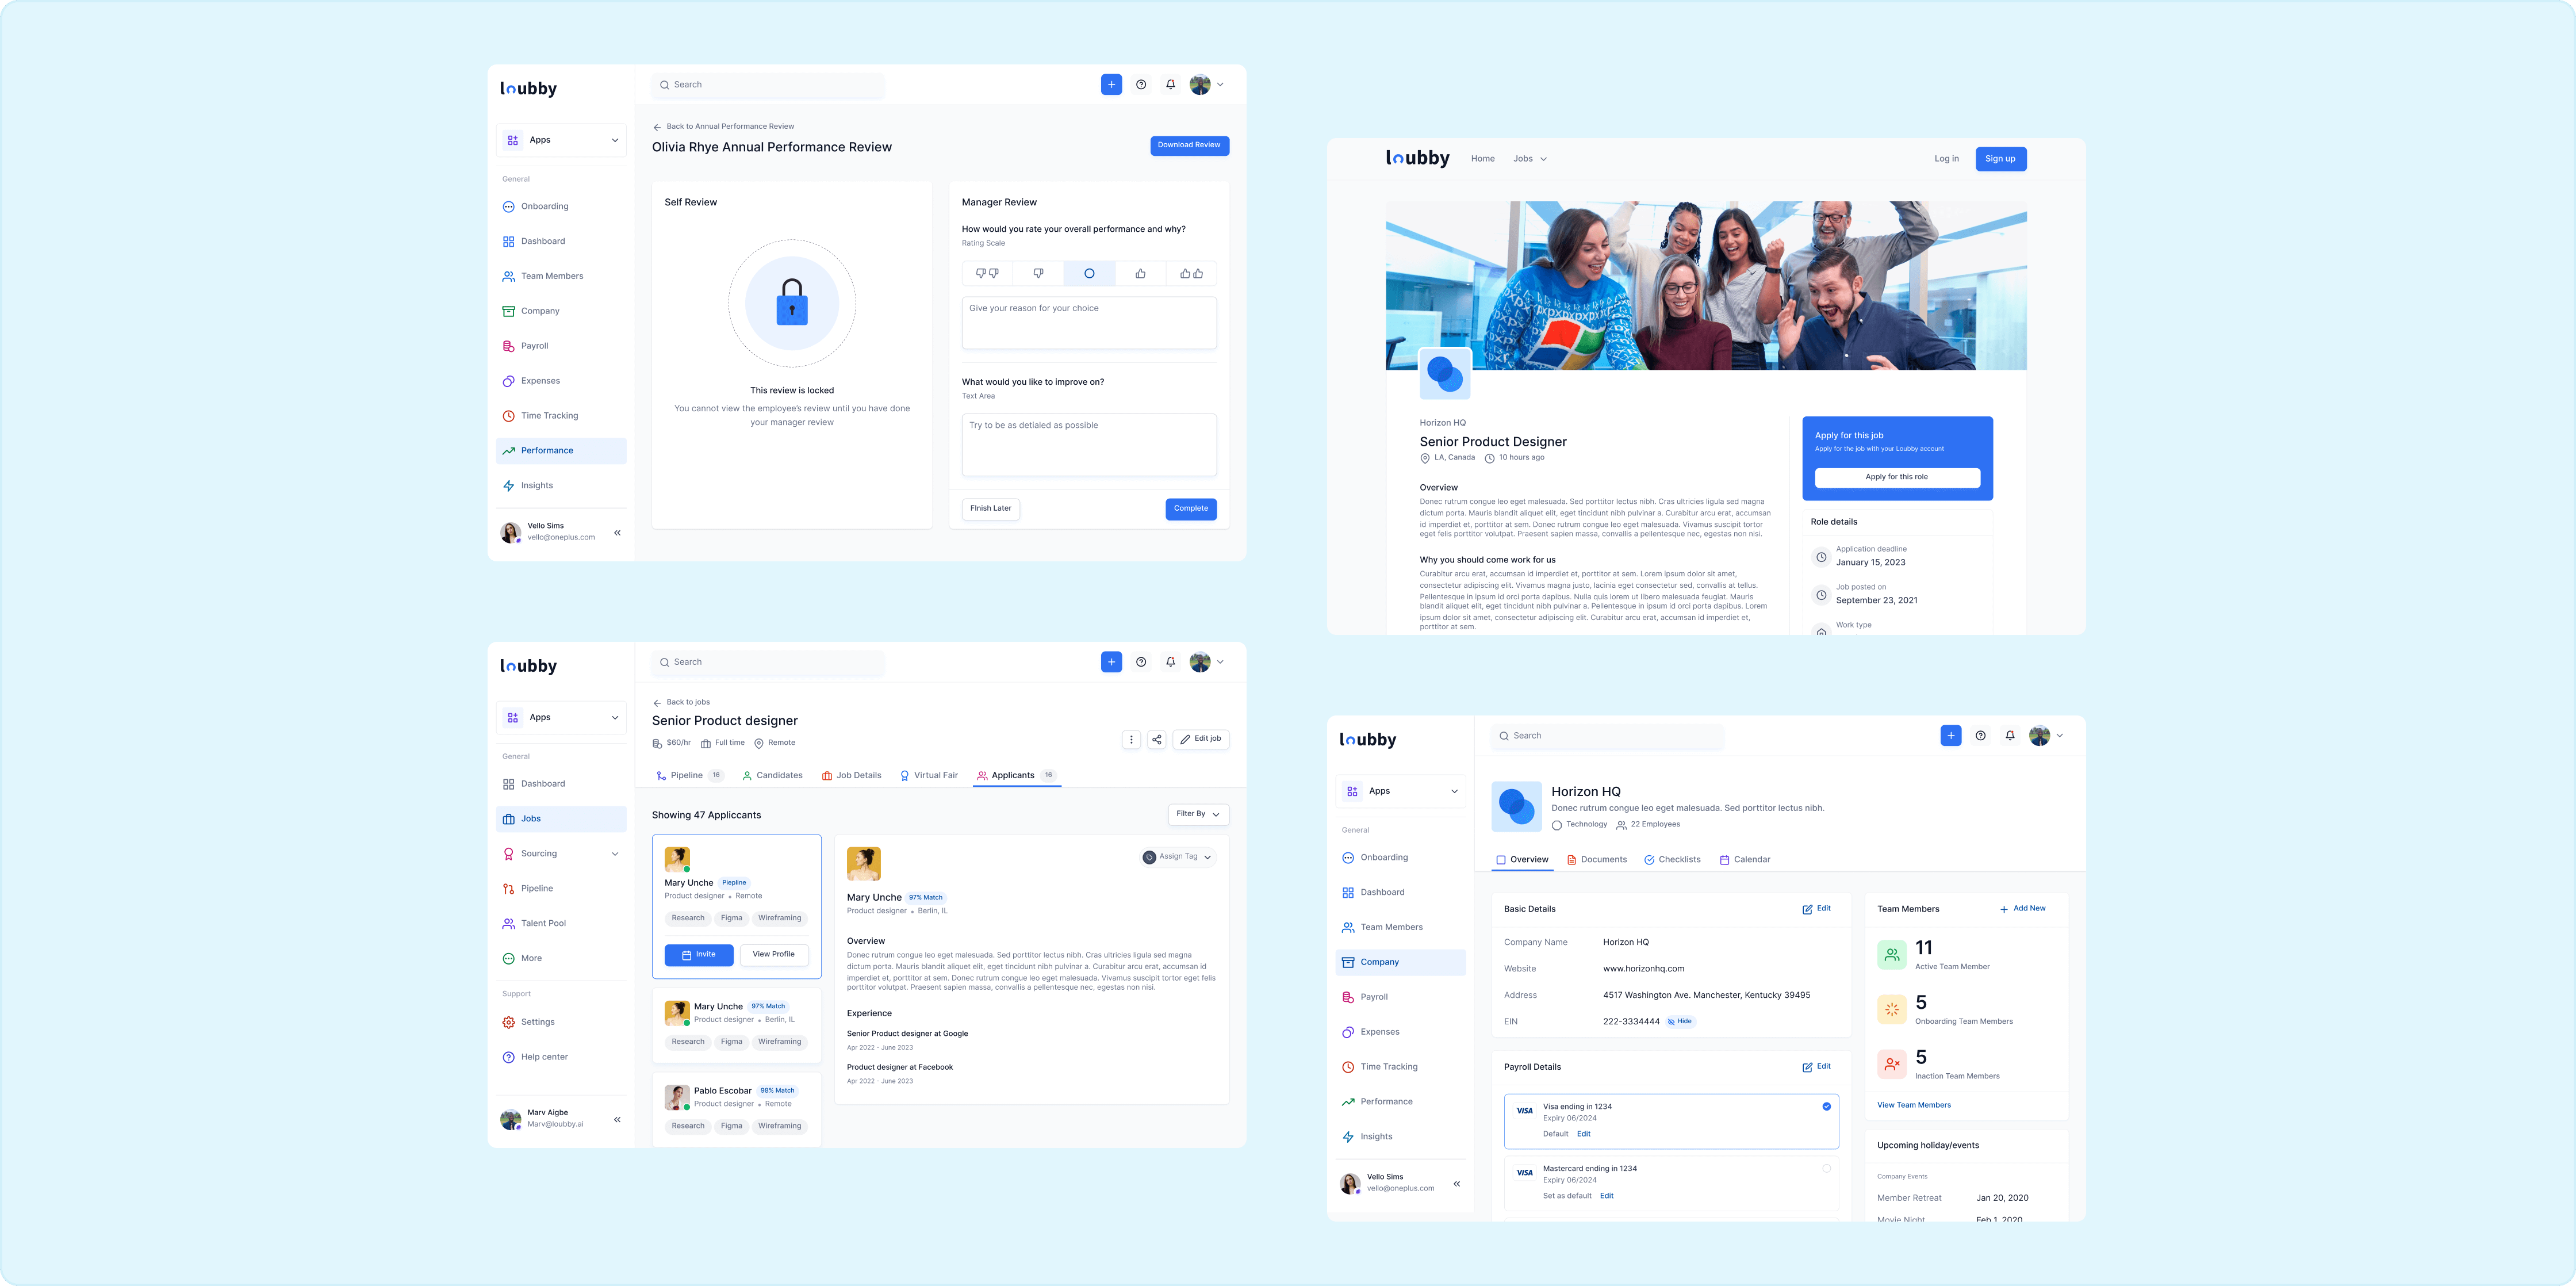 loubby
Search
Apps
General
Onboarding
Dashboard
Team Members
Company
Payroll
Expenses
Time Tracking
Performance
Insights
Vello Sims
vello@oneplus.com
Back to Annual Performance Review
Olivia Rhye Annual Performance Review
Download Review
Self Review
This review is locked
You cannot view the employee's review until you have done
your manager review
Manager Review
How would you rate your overall performance and why?
Rating Scale
Give your reason for your choice
What would you like to improve on?
Text Area
Try to be as detialed as possible
FInish Later
Complete
loubby
Home
Jobs
Log in
Sign up
Horizon HQ
Senior Product Designer
LA, Canada
10 hours ago
Overview
Donec rutrum congue leo eget malesuada. Sed porttitor lectus nibh. Cras ultricies ligula sed magna
dictum porta. Mauris blandit aliquet elit, eget tincidunt nibh pulvinar a. Curabitur arcu erat, accumsan
id imperdiet et, porttitor at sem. Donec rutrum congue leo eget malesuada. Vivamus suscipit tortor
eget felis porttitor volutpat. Praesent sapien massa, convallis a pellentesque nec, egestas non nisi.
Why you should come work for us
Curabitur arcu erat, accumsan id imperdiet et, porttitor at sem. Lorem ipsum dolor sit amet,
consectetur adipiscing elit. Vivamus magna justo, lacinia eget consectetur sed, convallis at tellus.
Pellentesque in ipsum id orci porta dapibus. Nulla quis lorem ut libero malesuada feugiat. Mauris
blandit aliquet elit, eget tincidunt nibh pulvinar a. Pellentesque in ipsum id orci porta dapibus. Lorem
ipsum dolor sit amet, consectetur adipiscing elit. Curabitur arcu erat, accumsan id imperdiet et,
porttitor at sem.
Apply for this job
Apply for the job with your Loubby account
Apply for this role
Role details
Application deadline
January 15, 2023
Job posted on
September 23, 2021
Work type
loubby
Search
Apps
General
Dashboard
Jobs
Sourcing
Pipeline
Talent Pool
More
Support
Settings
Help center
Marv Aigbe
Marv@loubby.ai
Back to jobs
Senior Product designer
$60/hr
Full time
Remote
Edit job
Pipeline 16
Candidates
Job Details
Virtual Fair
Applicants 16
Showing 47 Appliccants
Filter By
Mary Unche Piepline
Product designer • Remote
Research Figma Wireframing
Invite
View Profile
Mary Unche 97% Match
Product designer • Berlin, IL
Research Figma Wireframing
Pablo Escobar 98% Match
Product designer • Remote
Research Figma Wireframing
Assign Tag
Mary Unche 97% Match
Product designer • Berlin, IL
Overview
Donec rutrum congue leo eget malesuada. Sed porttitor lectus nibh. Cras ultricies ligula sed magna
dictum porta. Mauris blandit aliquet elit, eget tincidunt nibh pulvinar a. Curabitur arcu erat, accumsan id
imperdiet et, porttitor at sem. Donec rutrum congue leo eget malesuada. Vivamus suscipit tortor eget felis
porttitor volutpat. Praesent sapien massa, convallis a pellentesque nec, egestas non nisi.
Experience
Senior Product designer at Google
Apr 2022 - June 2023
Product designer at Facebook
Apr 2022 - June 2023
loubby
Search
Apps
General
Onboarding
Dashboard
Team Members
Company
Payroll
Expenses
Time Tracking
Performance
Insights
Vello Sims
vello@oneplus.com
Horizon HQ
Donec rutrum congue leo eget malesuada. Sed porttitor lectus nibh.
Technology
22 Employees
Overview
Documents
Checklists
Calendar
Basic Details
Edit
Company Name Horizon HQ
Website www.horizonhq.com
Address 4517 Washington Ave. Manchester, Kentucky 39495
EIN 222-3334444 Hide
Payroll Details
Edit
VISA
Visa ending in 1234
Expiry 06/2024
Default Edit
VISA
Mastercard ending in 1234
Expiry 06/2024
Set as default Edit
Team Members
Add New
11
Active Team Member
5
Onboarding Team Members
5
Inaction Team Members
View Team Members
Upcoming holiday/events
Company Events
Member Retreat Jan 20, 2020
Movie Night Feb 1, 2020